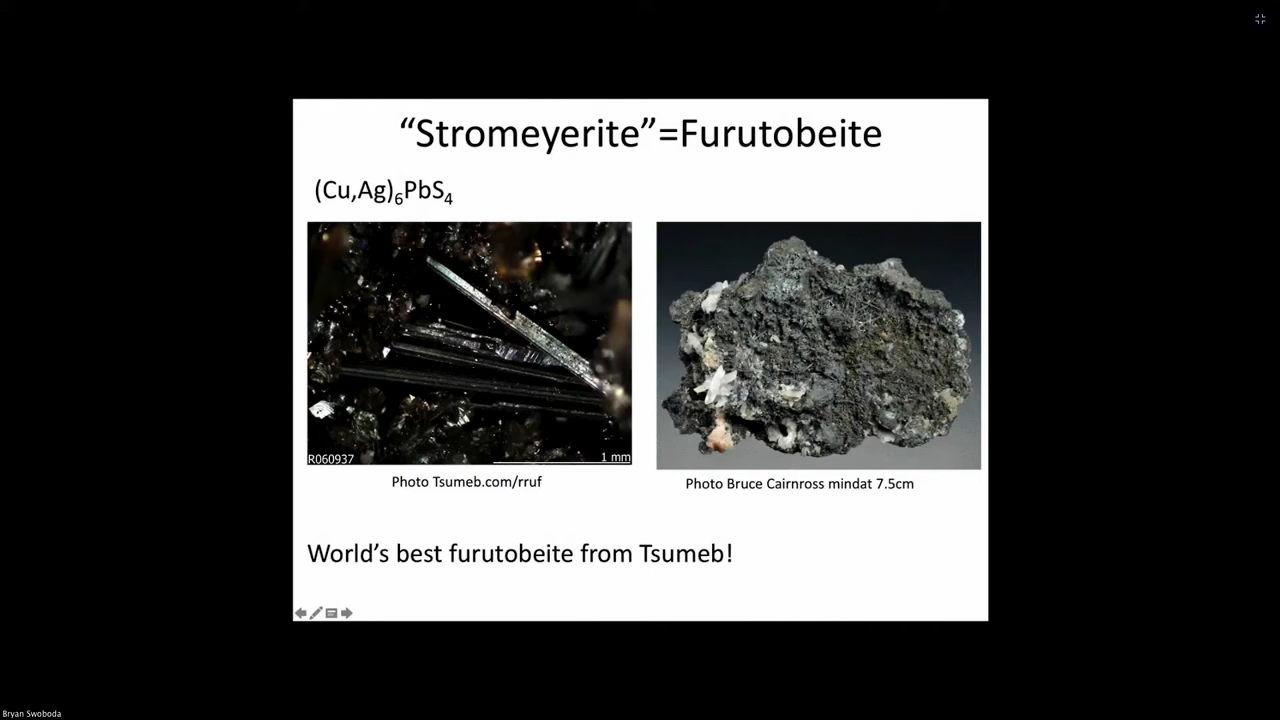 “Stromeyerite”=Furutobeite
(Cu,Ag)6PbS4
R060937
1 mm
Photo Tsumeb.com/rruf
Photo Bruce Cairnross mindat 7.5cm
World’s best furutobeite from Tsumeb!
Bryan Swoboda